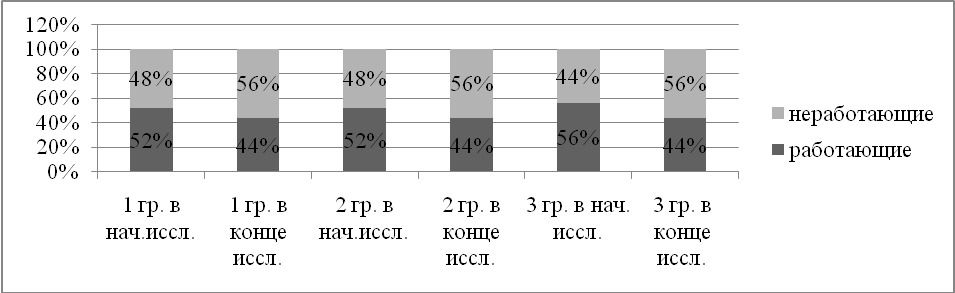 120%
100%
80%
60%
40%
20%
0%
48%
56%
48%
56%
44%
56%
52%
44%
52%
44%
56%
44%
неработающие
работающие
1 гр. в нач.иссл.
1 гр. в конце иссл.
2 гр. в нач.иссл.
2 гр. в конце иссл.
3 гр. в нач. иссл.
3 гр. в конце иссл.